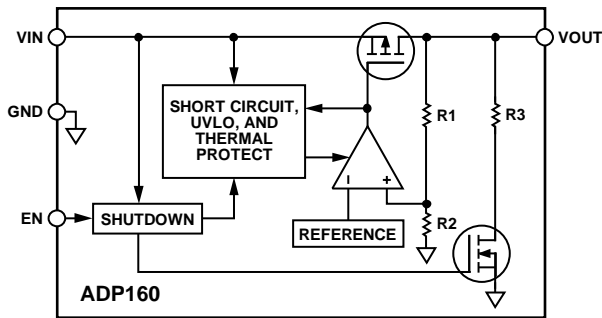 VIN
VOUT
GND
SHORT CIRCUIT,
UVLO, AND
THERMAL
PROTECT
R1
R3
EN
SHUTDOWN
– +
REFERENCE
R2
ADP160